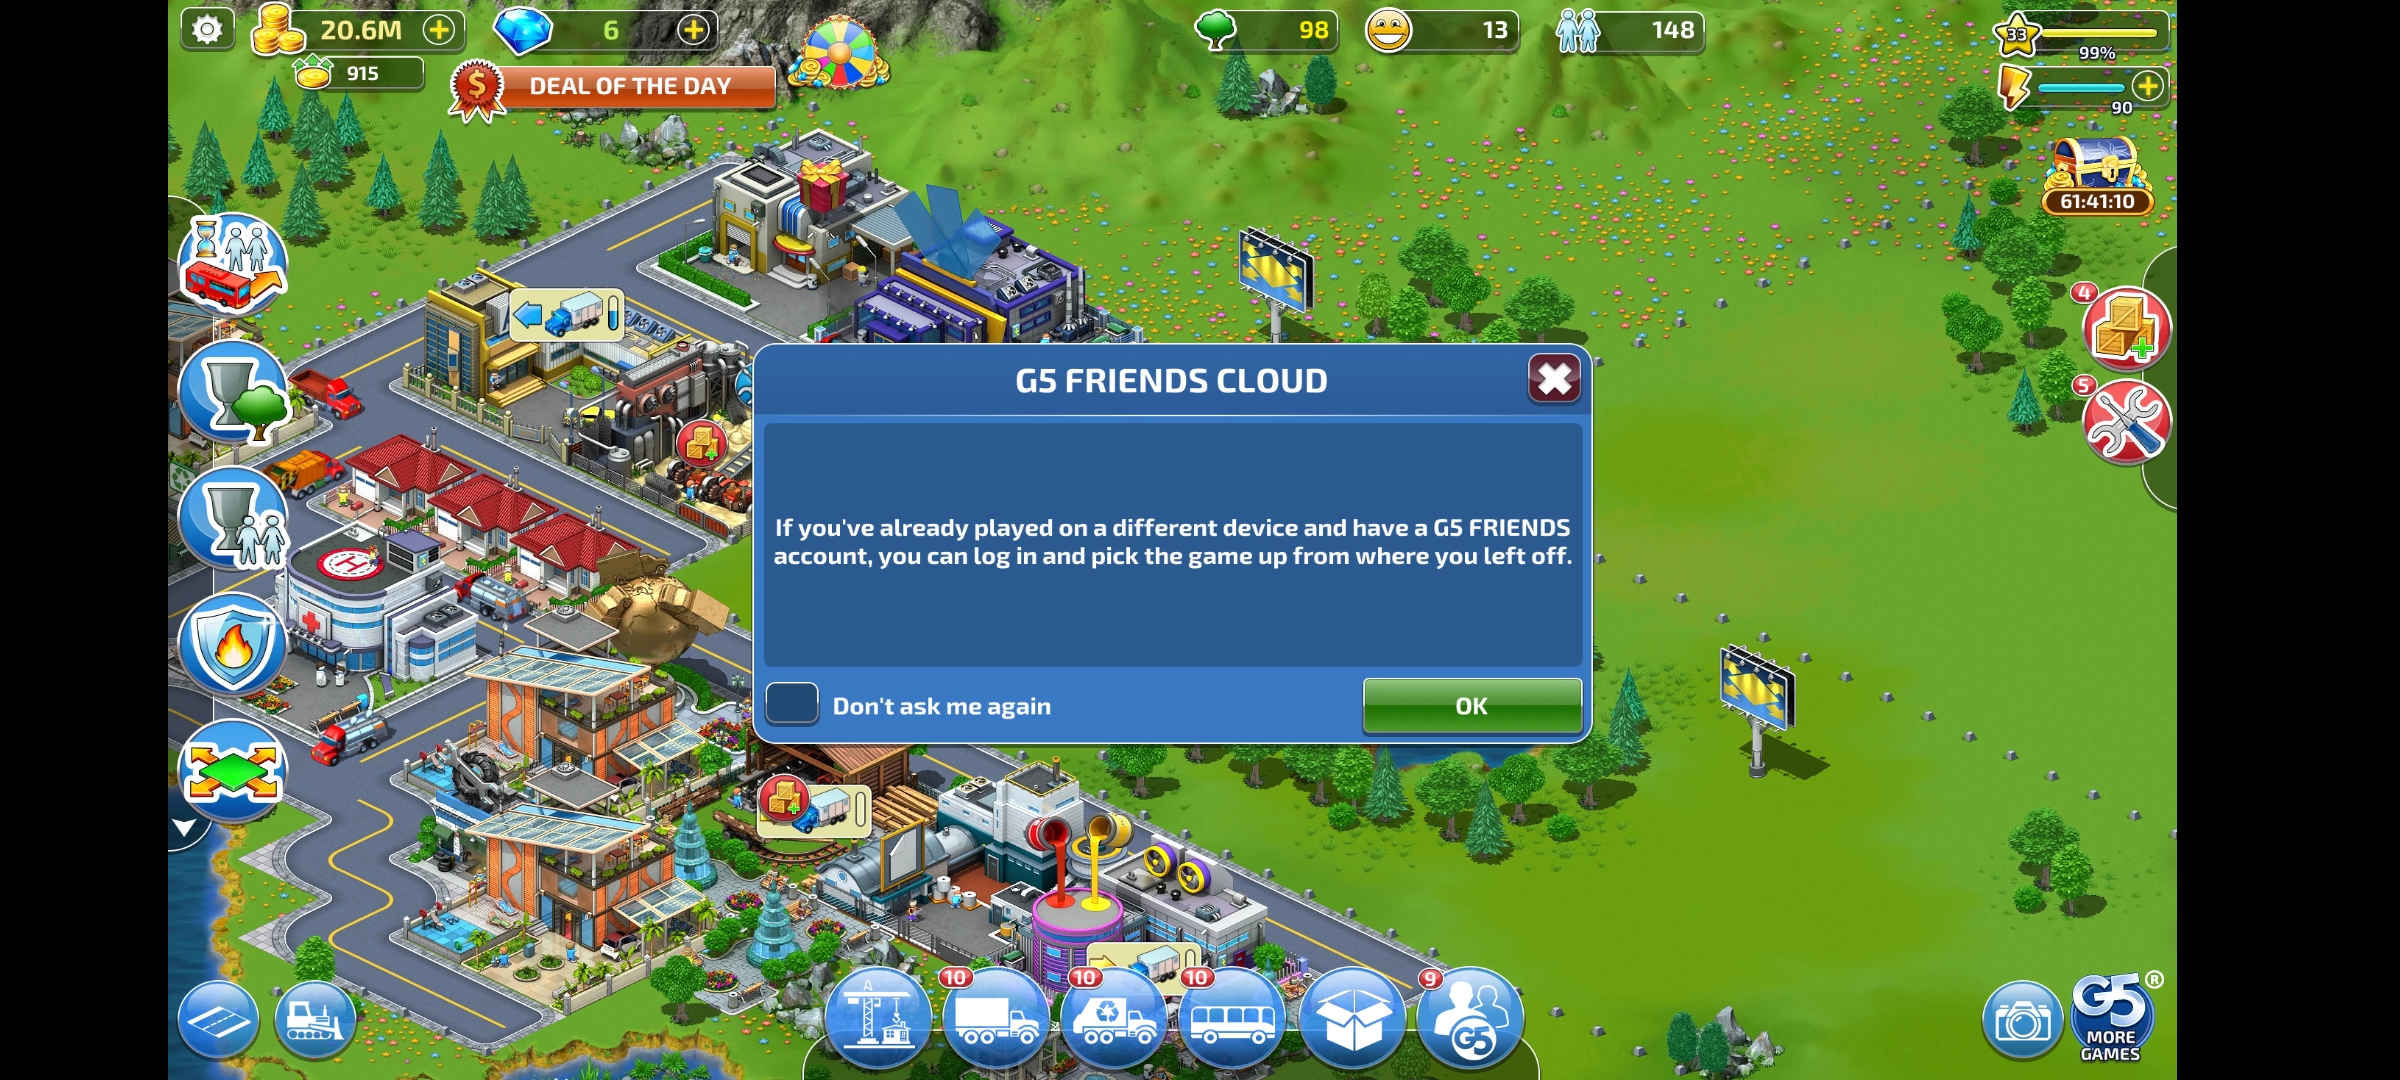 20.6M
6
98
13
148
33
99%
915
DEAL OF THE DAY
90
61:41:10
4
5
G5 FRIENDS CLOUD
If you've already played on a different device and have a G5 FRIENDS
account, you can log in and pick the game up from where you left off.
Don't ask me again
OK
H
10
10
10
9
G5
G5®
MORE
GAMES